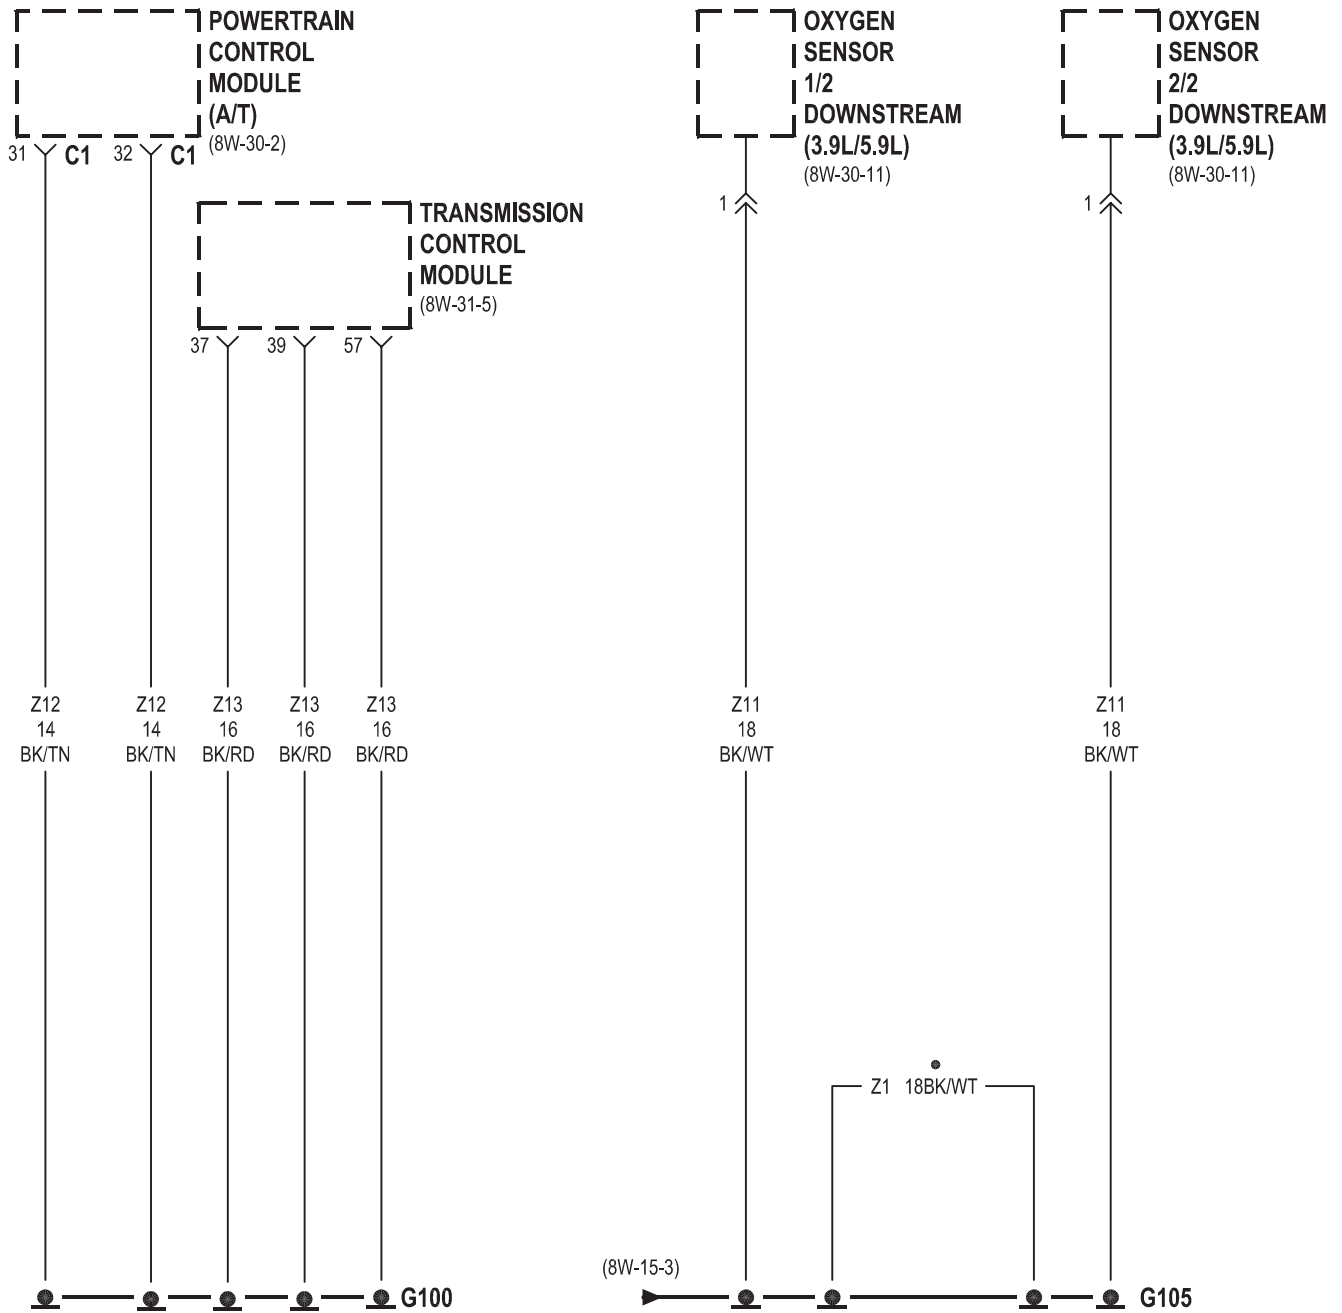 POWERTRAIN
CONTROL
MODULE
(A/T)
(8W-30-2)
31 C1 32 C1
TRANSMISSION
CONTROL
MODULE
(8W-31-5)
37 39 57
OXYGEN
SENSOR
1/2
DOWNSTREAM
(3.9L/5.9L)
(8W-30-11)
1
OXYGEN
SENSOR
2/2
DOWNSTREAM
(3.9L/5.9L)
(8W-30-11)
1
Z12 Z12 Z13 Z13 Z13 Z11 Z11
14 14 16 16 16 18 18
BK/TN BK/TN BK/RD BK/RD BK/RD BK/WT BK/WT
Z1 18BK/WT
(8W-15-3)
G100 G105